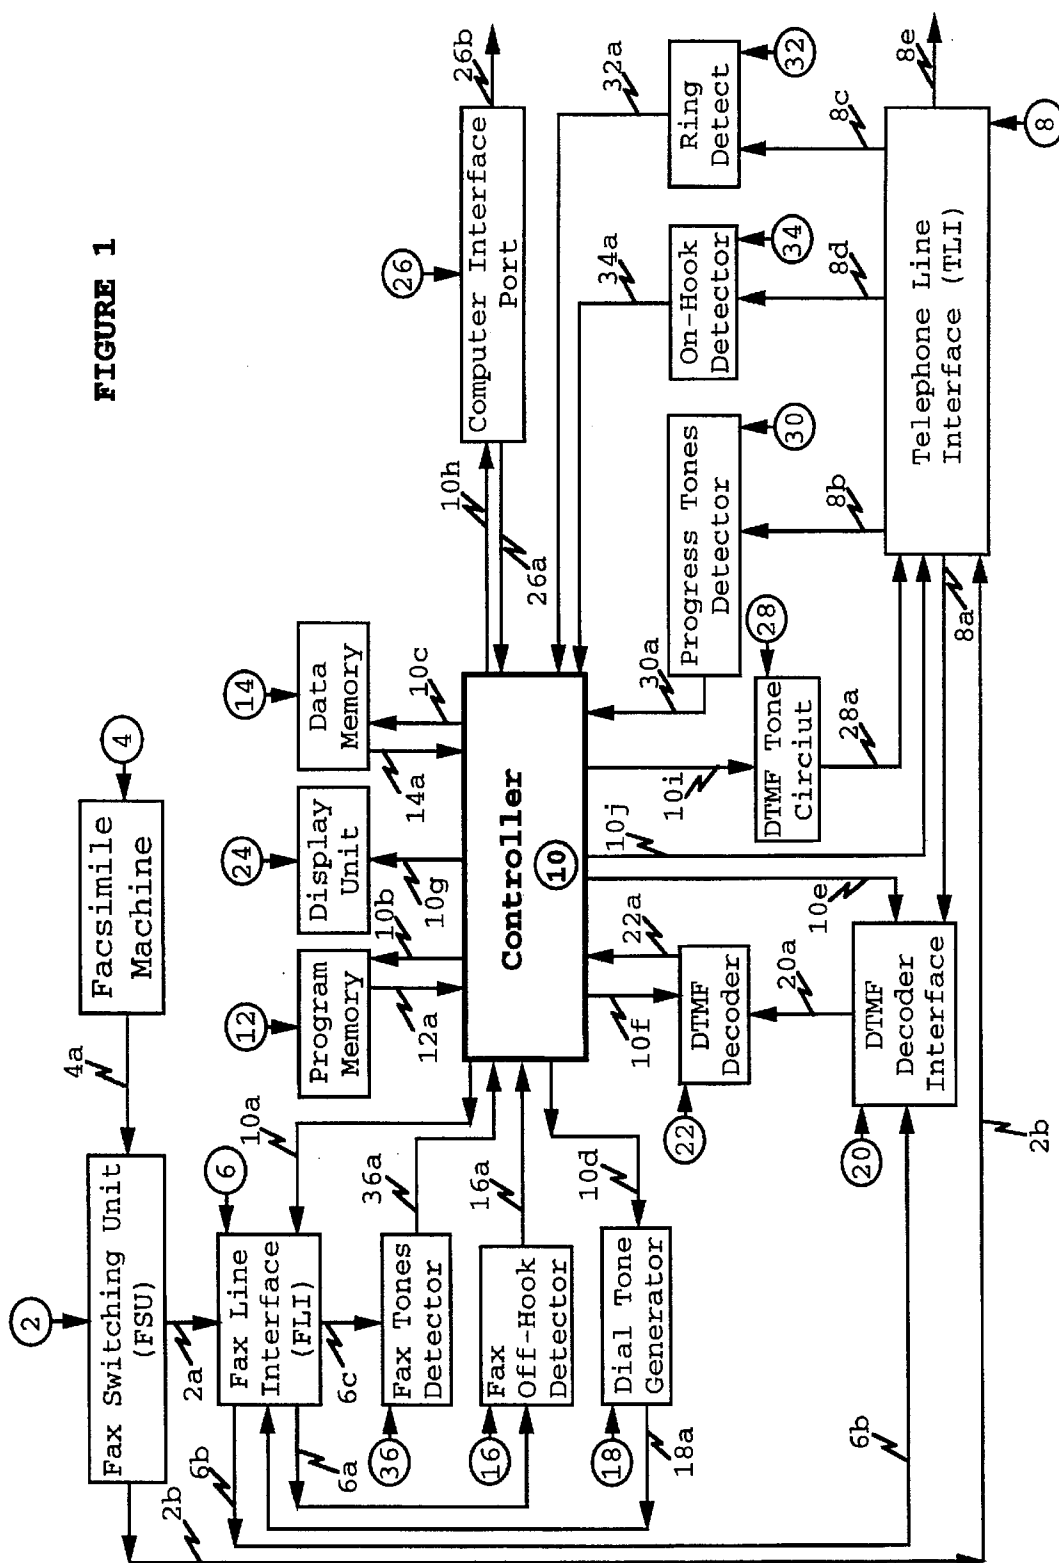 FIGURE 1
2
Fax Switching Unit
(FSU)
4a
Facsimile
Machine
4
2a
2b
6
Fax Line
Interface
(FLI)
10a
6b
6a
6c
36
Fax Tones
Detector
36a
16
Fax
Off-Hook
Detector
16a
18
Dial Tone
Generator
18a
10d
12
Program
Memory
12a
10b
24
Display
Unit
10g
14
Data
Memory
14a
10c
Controller
10
10h
26a
26
Computer Interface
Port
26b
10f
22a
22
DTMF
Decoder
20a
20
DTMF
Decoder
Interface
6b
2b
10e
10j
10i
28
DTMF Tone
Circiut
28a
30a
Progress Tones
Detector
30
8b
34a
On-Hook
Detector
34
8d
32a
Ring
Detect
32
8c
8a
Telephone Line
Interface (TLI)
8
8e